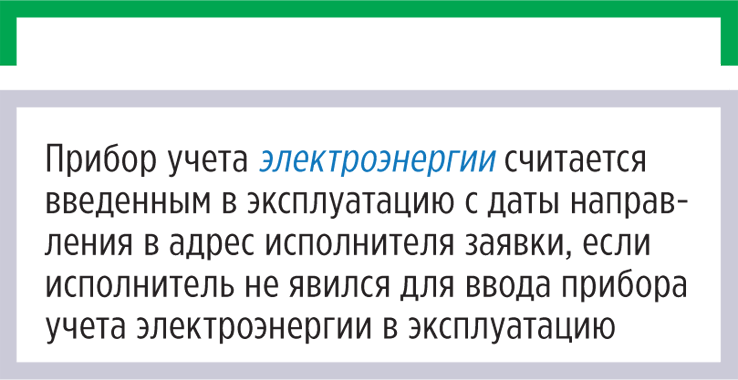 Прибор учета электроэнергии считается
введенным в эксплуатацию с даты направ-
ления в адрес исполнителя заявки, если
исполнитель не явился для ввода прибора
учета электроэнергии в эксплуатацию